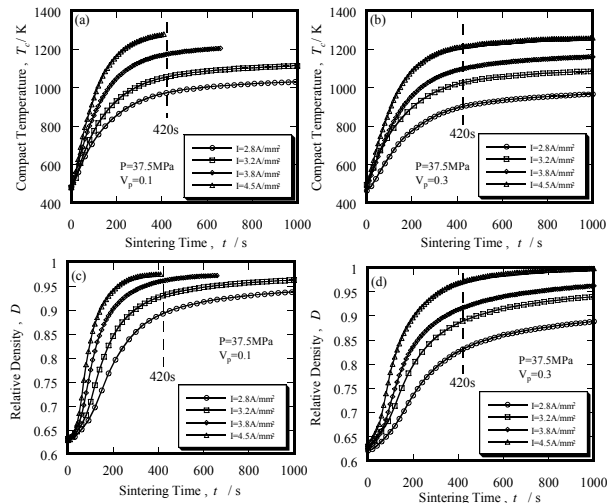 (a)
Compact Temperature , T_c / K
1400
1200
1000
800
600
400
420s
P=37.5MPa
V_p=0.1
I=2.8A/mm²
I=3.2A/mm²
I=3.8A/mm²
I=4.5A/mm²
0 200 400 600 800 1000
Sintering Time , t / s
(b)
Compact Temperature , T_c / K
1400
1200
1000
800
600
400
420s
P=37.5MPa
V_p=0.3
I=2.8A/mm²
I=3.2A/mm²
I=3.8A/mm²
I=4.5A/mm²
0 200 400 600 800 1000
Sintering Time , t / s
(c)
Relative Density , D
1
0.95
0.9
0.85
0.8
0.75
0.7
0.65
0.6
P=37.5MPa
V_p=0.1
420s
I=2.8A/mm²
I=3.2A/mm²
I=3.8A/mm²
I=4.5A/mm²
0 200 400 600 800 1000
Sintering Time , t / s
(d)
Relative Density , D
1
0.95
0.9
0.85
0.8
0.75
0.7
0.65
0.6
P=37.5MPa
V_p=0.3
420s
I=2.8A/mm²
I=3.2A/mm²
I=3.8A/mm²
I=4.5A/mm²
0 200 400 600 800 1000
Sintering Time , t / s